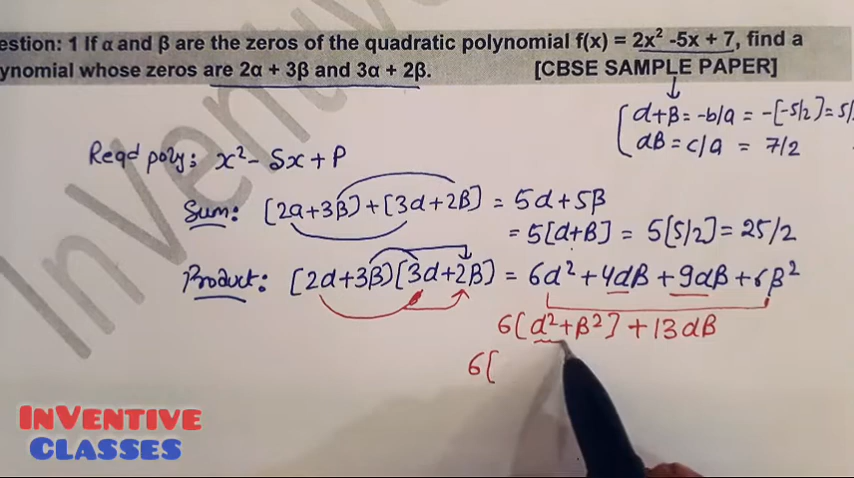 estion: 1 If α and β are the zeros of the quadratic polynomial f(x) = 2x² -5x + 7, find a
ynomial whose zeros are 2α + 3β and 3α + 2β. [CBSE SAMPLE PAPER]
α+β = -b/a = -[-5/2] = 5/
αβ = c/a = 7/2
Reqd poly: x² - Sx + P
Sum: [2α+3β]+[3α+2β] = 5α+5β
= 5[α+β] = 5[5/2] = 25/2
Product: [2α+3β)[3α+2β] = 6α² + 4αβ + 9αβ + 6β²
6[α²+β²] + 13αβ
6[
INVENTIVE
CLASSES